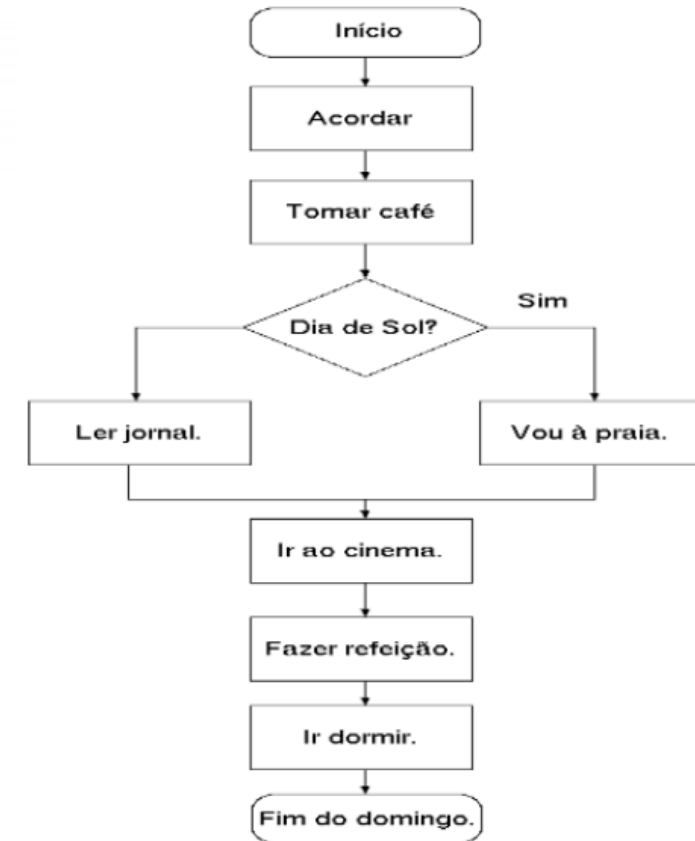 Início
Acordar
Tomar café
Sim
Dia de Sol?
Ler jornal.
Vou à praia.
Ir ao cinema.
Fazer refeição.
Ir dormir.
Fim do domingo.